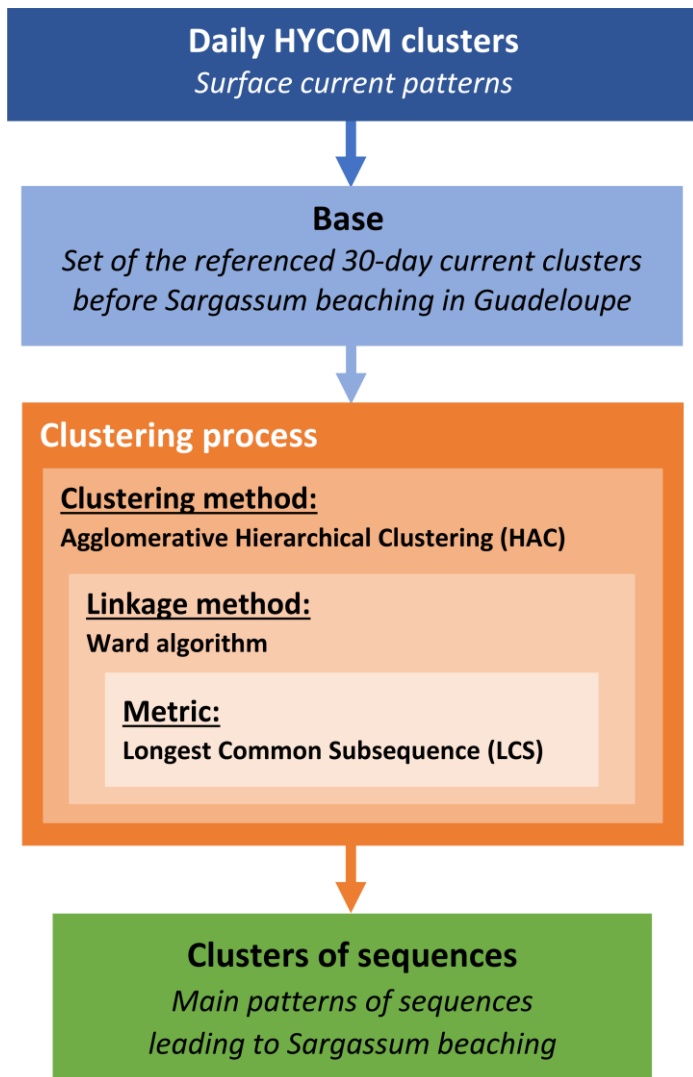 Daily HYCOM clusters
Surface current patterns
Base
Set of the referenced 30-day current clusters
before Sargassum beaching in Guadeloupe
Clustering process
Clustering method:
Agglomerative Hierarchical Clustering (HAC)
Linkage method:
Ward algorithm
Metric:
Longest Common Subsequence (LCS)
Clusters of sequences
Main patterns of sequences
leading to Sargassum beaching